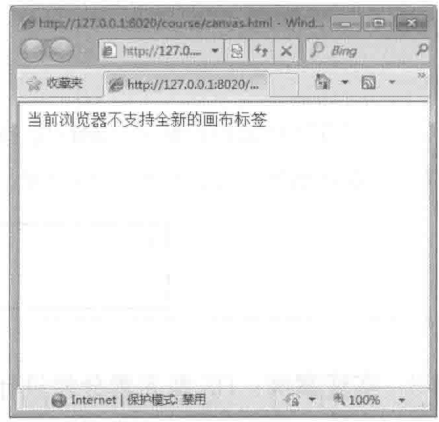 http://127.0.0.1:8020/course/canvas.html - Wind...
http://127.0.... Bing
收藏夹 http://127.0.0.1:8020/...
当前浏览器不支持全新的画布标签
Internet | 保护模式: 禁用 100%